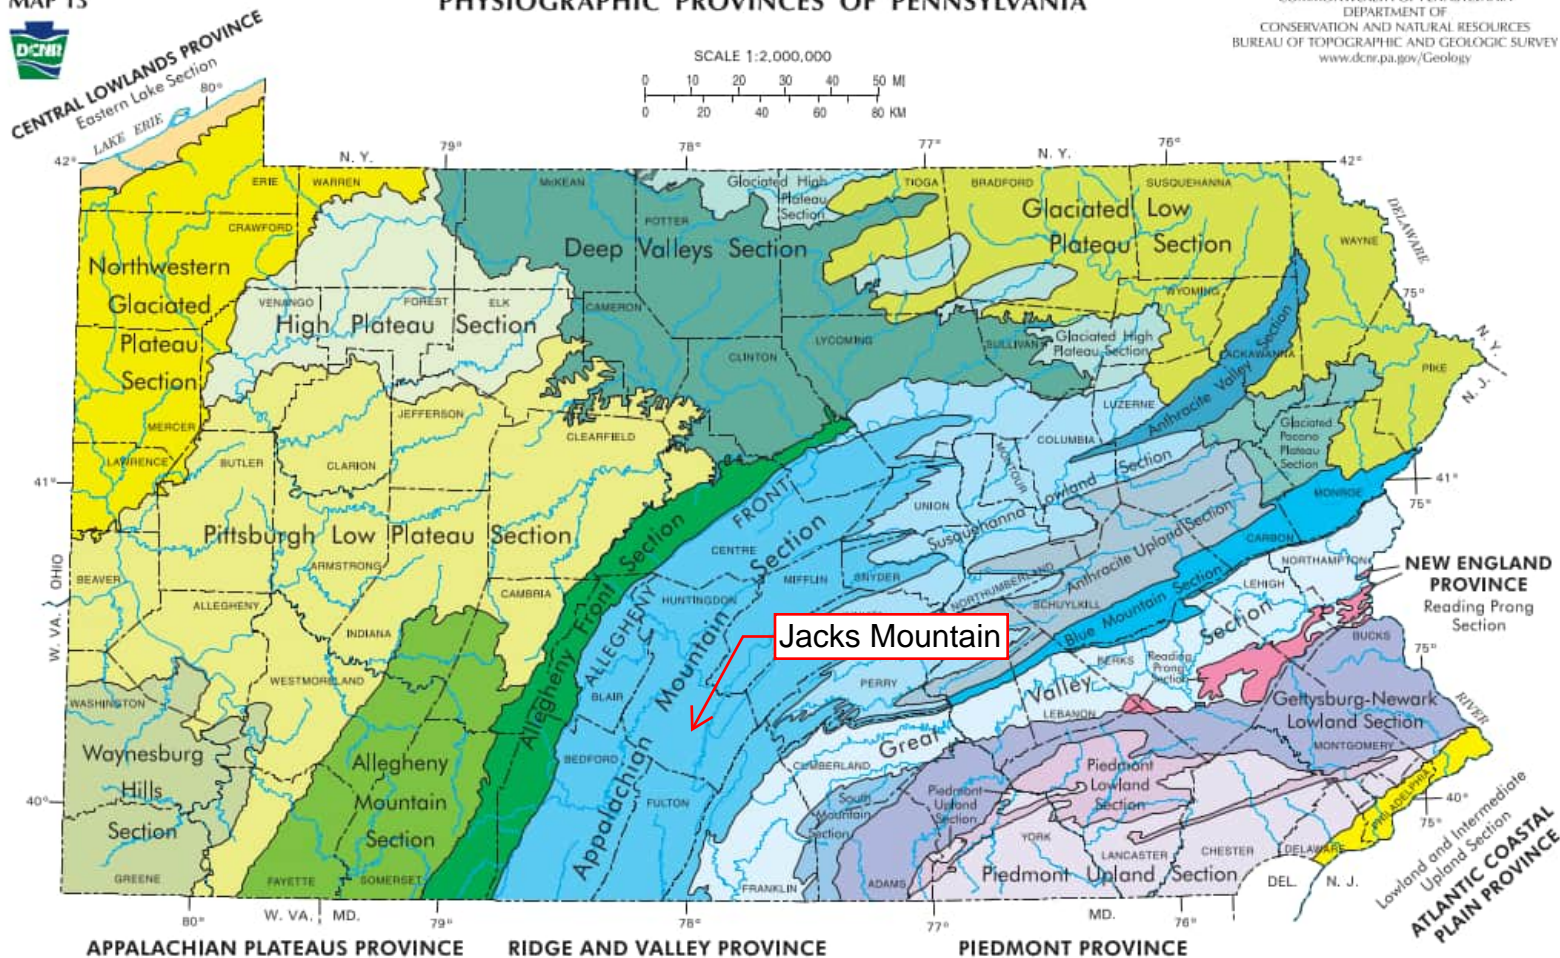 MAP 13
PHYSIOGRAPHIC PROVINCES OF PENNSYLVANIA
DEPARTMENT OF
CONSERVATION AND NATURAL RESOURCES
BUREAU OF TOPOGRAPHIC AND GEOLOGIC SURVEY
www.dcnr.pa.gov/Geology
DCNR
SCALE 1:2,000,000
0 10 20 30 40 50 MI
0 20 40 60 80 KM
CENTRAL LOWLANDS PROVINCE
Eastern Lake Section
LAKE ERIE
80°
42°
N. Y.
79°
78°
77°
N. Y.
76°
42°
ERIE
WARREN
McKEAN
POTTER
Glaciated High
Plateau
Section
TIOGA
BRADFORD
SUSQUEHANNA
WAYNE
DELAWARE
RIVER
CRAWFORD
Northwestern
Glaciated
Plateau
Section
Deep Valleys Section
Glaciated Low
Plateau Section
VENANGO
FOREST
ELK
High Plateau Section
CAMERON
CLINTON
LYCOMING
SULLIVAN
WYOMING
Glaciated High
Plateau Section
LACKAWANNA
Anthracite Valley Section
75°
N. Y.
N. J.
PIKE
MERCER
LAWRENCE
BUTLER
CLARION
JEFFERSON
CLEARFIELD
LUZERNE
COLUMBIA
MONTOUR
Glaciated
Pocono
Plateau
Section
41°
41°
75°
MONROE
Pittsburgh Low Plateau Section
FRONT
UNION
Susquehanna Lowland Section
CENTRE
MIFFLIN
SNYDER
NORTHUMBERLAND
Anthracite Upland Section
SCHUYLKILL
CARBON
NORTHAMPTON
LEHIGH
Blue Mountain Section
NEW ENGLAND
PROVINCE
Reading Prong
Section
OHIO
W. VA.
BEAVER
ALLEGHENY
ARMSTRONG
INDIANA
CAMBRIA
HUNTINGDON
ALLEGHENY
Allegheny Front Section
Appalachian Mountain Section
Jacks Mountain
PERRY
BERKS
Reading
Prong
Section
BUCKS
75°
WASHINGTON
WESTMORELAND
BLAIR
BEDFORD
FULTON
CUMBERLAND
Great Valley Section
LEBANON
Gettysburg-Newark
Lowland Section
MONTGOMERY
Waynesburg
Hills
Section
Allegheny
Mountain
Section
South
Mountain
Section
Piedmont
Upland
Section
Piedmont
Lowland
Section
PHILADELPHIA
40°
40°
75°
GREENE
FAYETTE
SOMERSET
FRANKLIN
ADAMS
YORK
LANCASTER
CHESTER
DELAWARE
Piedmont Upland Section
DEL.
N. J.
Lowland and Intermediate
Upland Section
ATLANTIC COASTAL
PLAIN PROVINCE
80°
W. VA.
MD.
79°
78°
77°
MD.
76°
APPALACHIAN PLATEAUS PROVINCE
RIDGE AND VALLEY PROVINCE
PIEDMONT PROVINCE